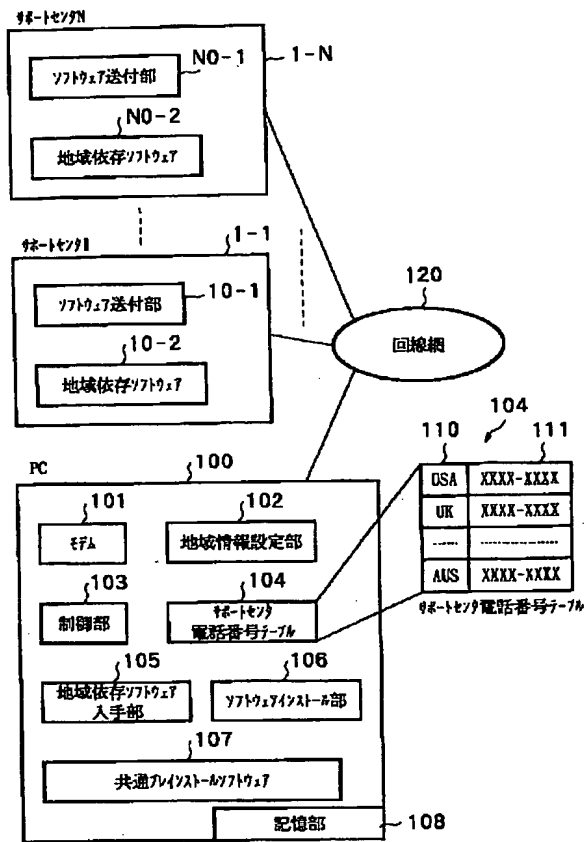 サポートセンタN
ソフトウェア送付部
N0-1
1-N
N0-2
地域依存ソフトウェア
サポートセンタ1
1-1
ソフトウェア送付部
10-1
10-2
地域依存ソフトウェア
120
回線網
PC
100
101
モデム
102
地域情報設定部
103
制御部
104
サポートセンタ
電話番号テーブル
104
110
111
USA XXXX-XXXX
UK XXXX-XXXX
AUS XXXX-XXXX
サポートセンタ電話番号テーブル
105
地域依存ソフトウェア
入手部
106
ソフトウェアインストール部
107
共通プレインストールソフトウェア
記憶部
108